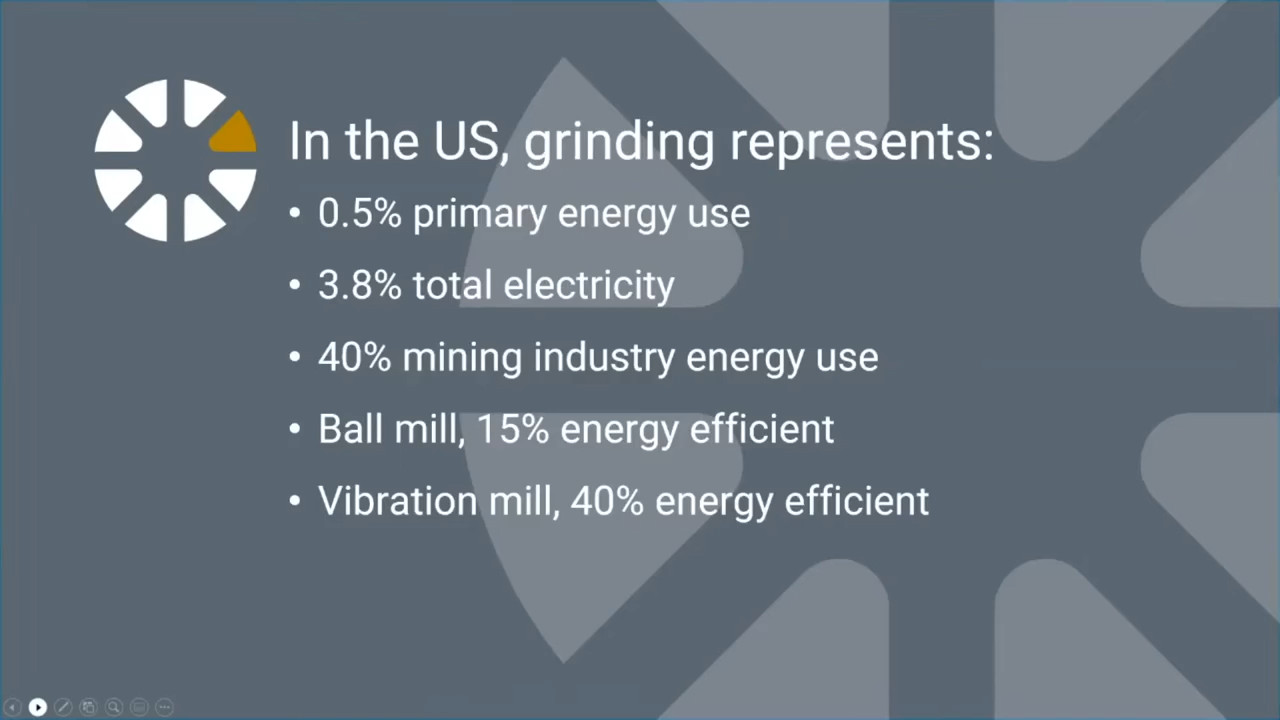 In the US, grinding represents:
• 0.5% primary energy use
• 3.8% total electricity
• 40% mining industry energy use
• Ball mill, 15% energy efficient
• Vibration mill, 40% energy efficient